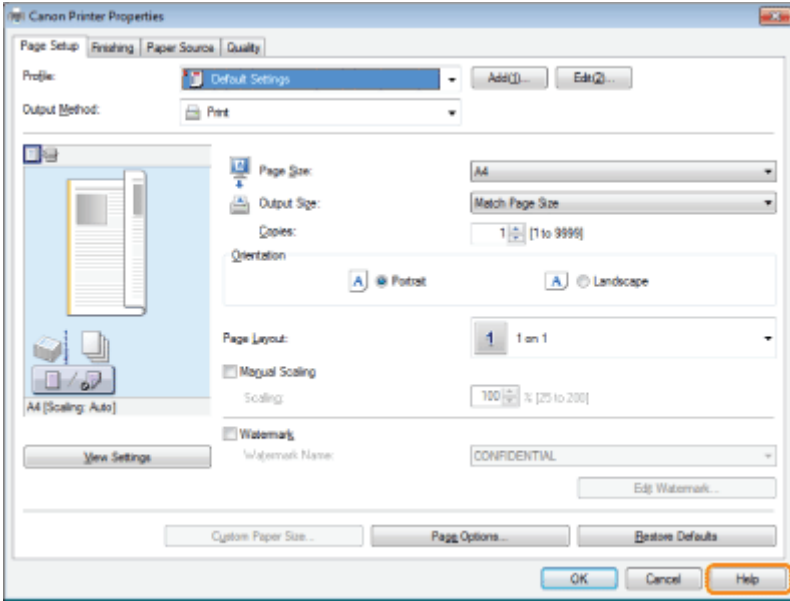 Canon Printer Properties
Page Setup Finishing Paper Source Quality
Profile: Default Settings Add(1)... Edit(2)...
Output Method: Print
Page Size: A4
Output Size: Match Page Size
Copies: 1 [1 to 9999]
Orientation
A Portrait A Landscape
Page Layout: 1 1 on 1
Manual Scaling
Scaling: 100 % [25 to 200]
A4 [Scaling: Auto]
Watermark
View Settings Watermark Name: CONFIDENTIAL
Edit Watermark...
Custom Paper Size... Page Options... Restore Defaults
OK Cancel Help